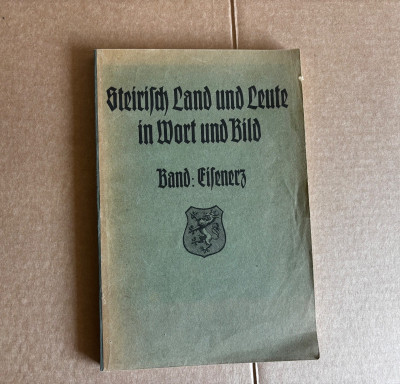 Steirisch Land und Leute
in Wort und Bild
Band: Eisenerz